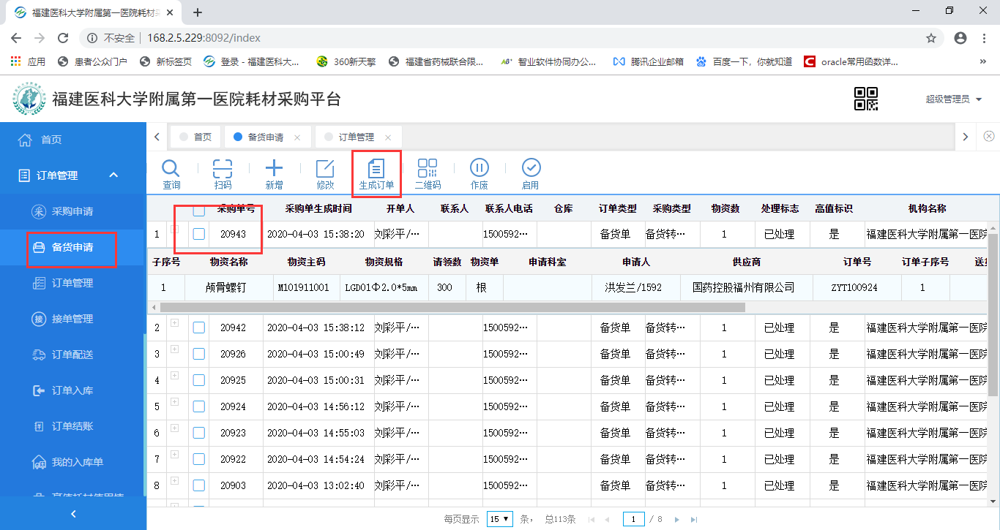 福建医科大学附属第一医院耗材采
不安全 168.2.5.229:8092/index
应用 患者公众门户 新标签页 登录 - 福建医科大... 360新天擎 福建省药械联合限... 智业软件协同办公... 腾讯企业邮箱 百度一下，你就知道 oracle常用函数详... »
福建医科大学附属第一医院耗材采购平台 超级管理员
首页
订单管理
采 采购申请
备货申请
订单管理
接 接单管理
订单配送
订单入库
订单结账
我的入库单
首页 备货申请 × 订单管理 ×
查询 扫码 新增 修改 生成订单 二维码 作废 启用
采购单号 采购单生成时间 开单人 联系人 联系人电话 仓库 订单类型 采购类型 物资数 处理标志 高值标识 机构名称
1 20943 2020-04-03 15:38:20 刘彩平/… 1500592… 备货单 备货转… 1 已处理 是 福建医科大学附属第一医院
子序号 物资名称 物资主码 物资规格 请领数 物资单 申请科室 申请人 供应商 订单号 订单子序号
1 颅骨螺钉 M101911001 LGD01Φ2.0*5mm 300 根 洪发兰/1592 国药控股福州有限公司 ZYT100924 1
2 20942 2020-04-03 15:38:12 刘彩平/… 1500592… 备货单 备货转… 1 已处理 是 福建医科大学附属第一医院
3 20926 2020-04-03 15:00:49 刘彩平/… 1500592… 备货单 备货转… 1 已处理 是 福建医科大学附属第一医院
4 20925 2020-04-03 15:00:31 刘彩平/… 1500592… 备货单 备货转… 1 已处理 是 福建医科大学附属第一医院
5 20924 2020-04-03 14:56:12 刘彩平/… 1500592… 备货单 备货转… 1 已处理 是 福建医科大学附属第一医院
6 20923 2020-04-03 14:55:03 刘彩平/… 1500592… 备货单 备货转… 1 已处理 是 福建医科大学附属第一医院
7 20922 2020-04-03 14:54:24 刘彩平/… 1500592… 备货单 备货转… 1 已处理 是 福建医科大学附属第一医院
8 20903 2020-04-03 13:02:40 刘彩平/… 1500592… 备货单 备货转… 1 已处理 是 福建医科大学附属第一医院
每页显示 15 条， 总113条 1 / 8